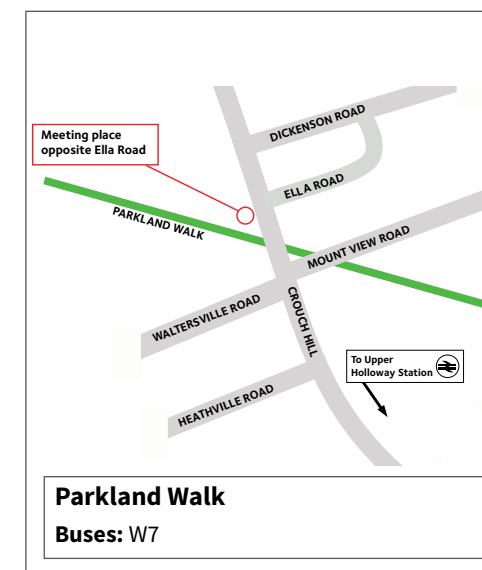 DICKENSON ROAD
Meeting place
opposite Ella Road
ELLA ROAD
PARKLAND WALK
MOUNT VIEW ROAD
WALTERSVILLE ROAD
CROUCH HILL
To Upper
Holloway Station
HEATHVILLE ROAD
Parkland Walk
Buses: W7